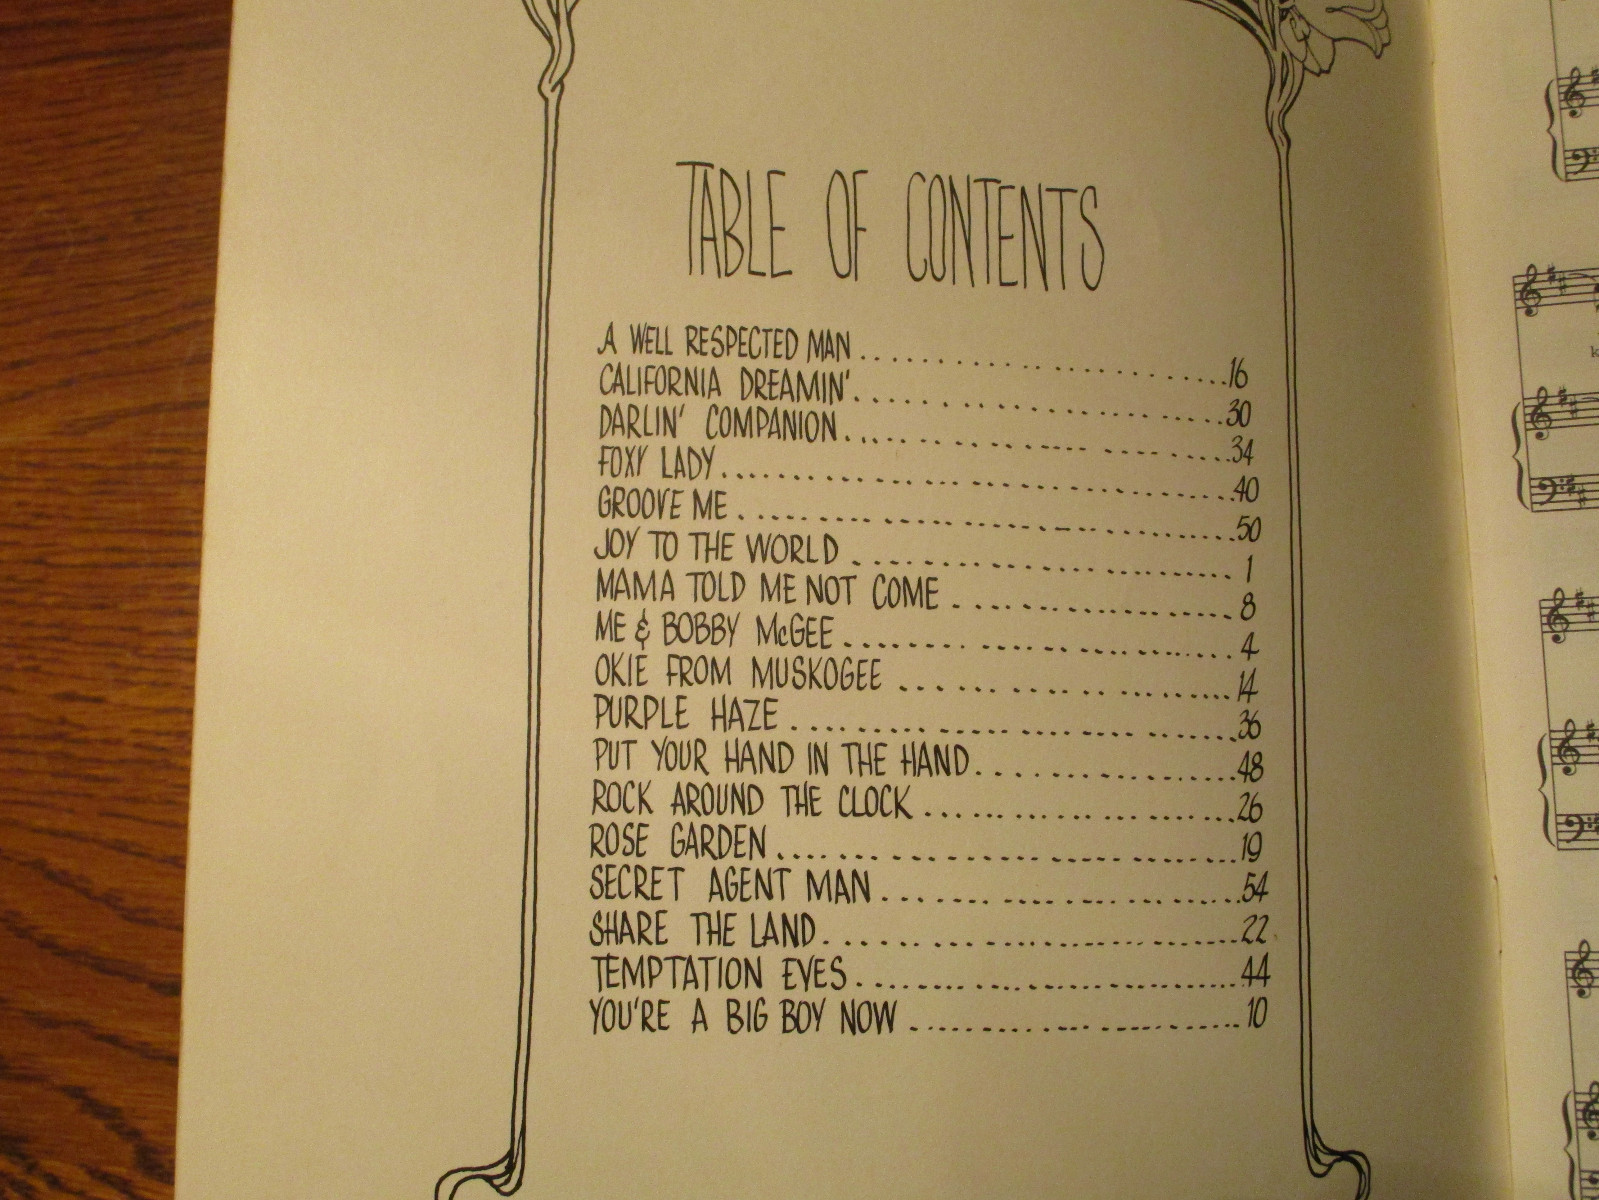 TABLE OF CONTENTS
A WELL RESPECTED MAN 16
CALIFORNIA DREAMIN' 30
DARLIN' COMPANION 34
FOXY LADY 40
GROOVE ME 50
JOY TO THE WORLD 1
MAMA TOLD ME NOT COME 8
ME & BOBBY McGEE 4
OKIE FROM MUSKOGEE 14
PURPLE HAZE 36
PUT YOUR HAND IN THE HAND 48
ROCK AROUND THE CLOCK 26
ROSE GARDEN 19
SECRET AGENT MAN 54
SHARE THE LAND 22
TEMPTATION EYES 44
YOU'RE A BIG BOY NOW 10